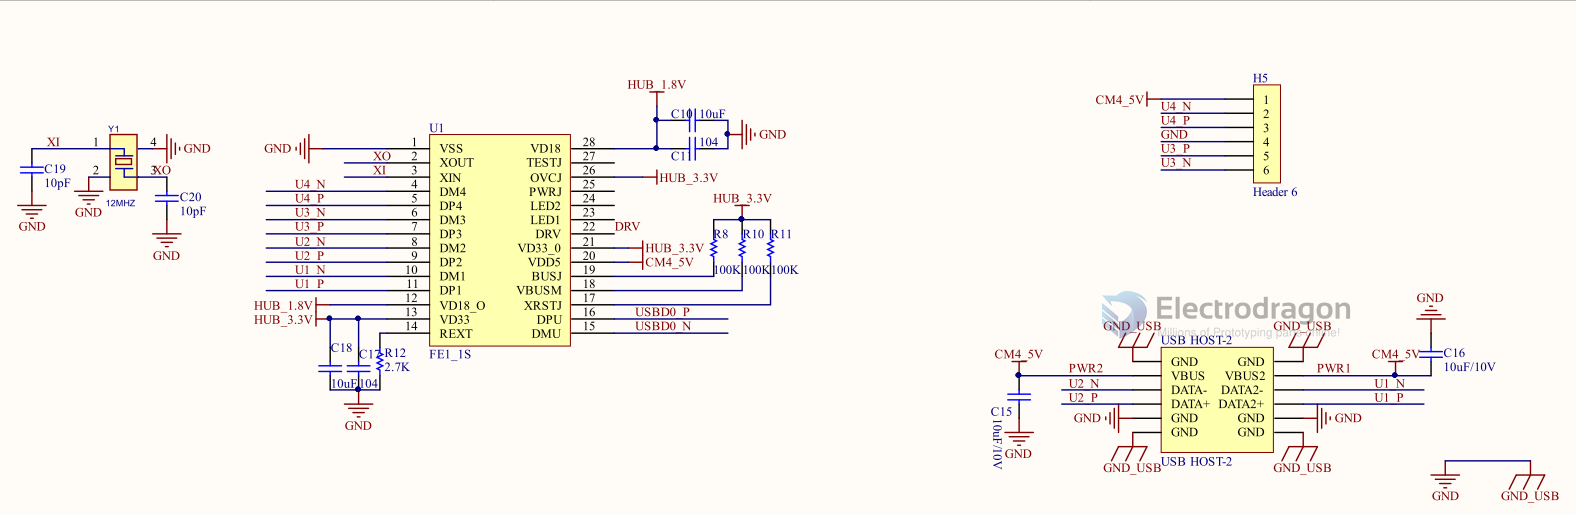 XI
Y1
1
4
GND
2
3
XO
C19
10pF
C20
10pF
12MHZ
GND
GND
GND
U1
GND
1
VSS
VD18
28
XO
2
XOUT
TESTJ
27
XI
3
XIN
OVCJ
26
HUB_3.3V
U4_N
4
DM4
PWRJ
25
U4_P
5
DP4
LED2
24
U3_N
6
DM3
LED1
23
U3_P
7
DP3
DRV
22
DRV
U2_N
8
DM2
VD33_0
21
HUB_3.3V
U2_P
9
DP2
VDD5
20
CM4_5V
U1_N
10
DM1
BUSJ
19
U1_P
11
DP1
VBUSM
18
HUB_1.8V
12
VD18_O
XRSTJ
17
HUB_3.3V
13
VD33
DPU
16
USBD0_P
14
REXT
DMU
15
USBD0_N
FE1_1S
C18
10uF
C17
104
R12
2.7K
GND
HUB_1.8V
C10
10uF
C11
104
GND
HUB_3.3V
R8
R10
R11
100K
100K
100K
H5
CM4_5V
1
U4_N
2
U4_P
3
GND
4
U3_P
5
U3_N
6
Header 6
Electrodragon
Millions of Prototyping parts online!
GND_USB
GND_USB
GND
USB HOST-2
CM4_5V
CM4_5V
C16
10uF/10V
GND
GND
PWR2
VBUS
VBUS2
PWR1
U2_N
DATA-
DATA2-
U1_N
U2_P
DATA+
DATA2+
U1_P
C15
10uF/10V
GND
GND
GND
GND
GND
GND
GND
GND_USB
USB HOST-2
GND_USB
GND
GND_USB